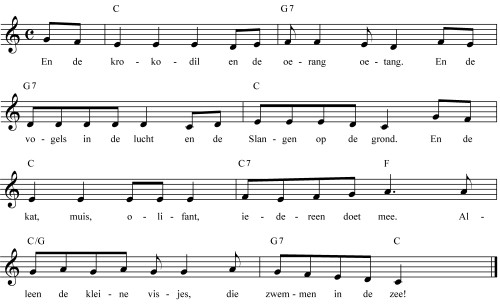 C G7
En de kro - ko - dil en de oe - rang oe - tang. En de
G7 C
vo - gels in de lucht en de Slan - gen op de grond. En de
C C7 F
kat, muis, o - li - fant, ie - de - reen doet mee. Al -
C/G G7 C
leen de klei - ne vis - jes, die zwem - men in de zee!